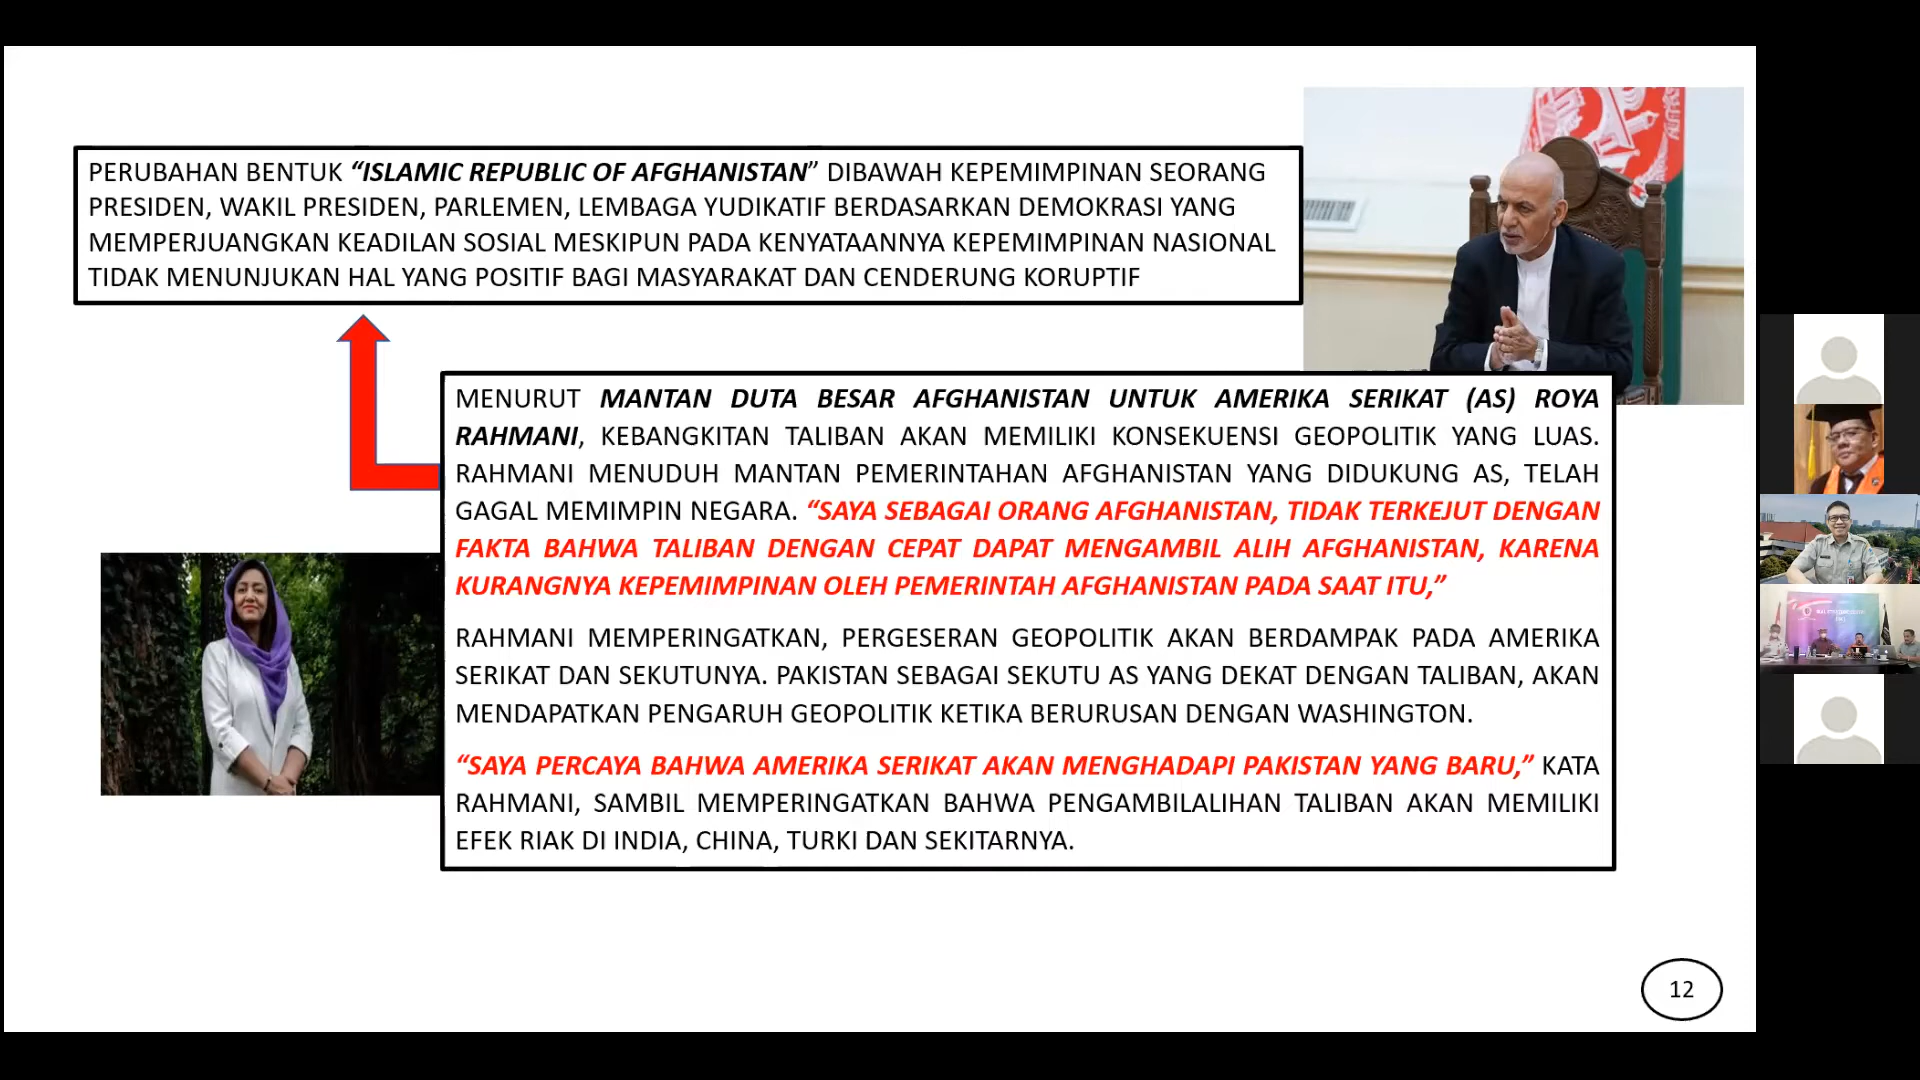 PERUBAHAN BENTUK “ISLAMIC REPUBLIC OF AFGHANISTAN” DIBAWAH KEPEMIMPINAN SEORANG
PRESIDEN, WAKIL PRESIDEN, PARLEMEN, LEMBAGA YUDIKATIF BERDASARKAN DEMOKRASI YANG
MEMPERJUANGKAN KEADILAN SOSIAL MESKIPUN PADA KENYATAANNYA KEPEMIMPINAN NASIONAL
TIDAK MENUNJUKAN HAL YANG POSITIF BAGI MASYARAKAT DAN CENDERUNG KORUPTIF
MENURUT MANTAN DUTA BESAR AFGHANISTAN UNTUK AMERIKA SERIKAT (AS) ROYA
RAHMANI, KEBANGKITAN TALIBAN AKAN MEMILIKI KONSEKUENSI GEOPOLITIK YANG LUAS.
RAHMANI MENUDUH MANTAN PEMERINTAHAN AFGHANISTAN YANG DIDUKUNG AS, TELAH
GAGAL MEMIMPIN NEGARA. “SAYA SEBAGAI ORANG AFGHANISTAN, TIDAK TERKEJUT DENGAN
FAKTA BAHWA TALIBAN DENGAN CEPAT DAPAT MENGAMBIL ALIH AFGHANISTAN, KARENA
KURANGNYA KEPEMIMPINAN OLEH PEMERINTAH AFGHANISTAN PADA SAAT ITU,”
RAHMANI MEMPERINGATKAN, PERGESERAN GEOPOLITIK AKAN BERDAMPAK PADA AMERIKA
SERIKAT DAN SEKUTUNYA. PAKISTAN SEBAGAI SEKUTU AS YANG DEKAT DENGAN TALIBAN, AKAN
MENDAPATKAN PENGARUH GEOPOLITIK KETIKA BERURUSAN DENGAN WASHINGTON.
“SAYA PERCAYA BAHWA AMERIKA SERIKAT AKAN MENGHADAPI PAKISTAN YANG BARU,” KATA
RAHMANI, SAMBIL MEMPERINGATKAN BAHWA PENGAMBILALIHAN TALIBAN AKAN MEMILIKI
EFEK RIAK DI INDIA, CHINA, TURKI DAN SEKITARNYA.
12